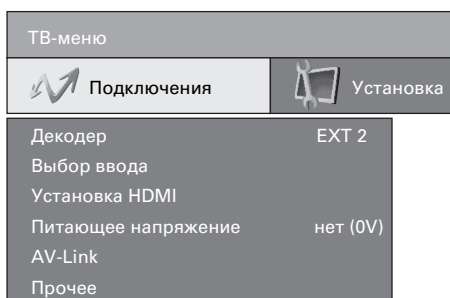 ТВ-меню
Подключения Установка
Декодер EXT 2
Выбор ввода
Установка HDMI
Питающее напряжение нет (0V)
AV-Link
Прочее